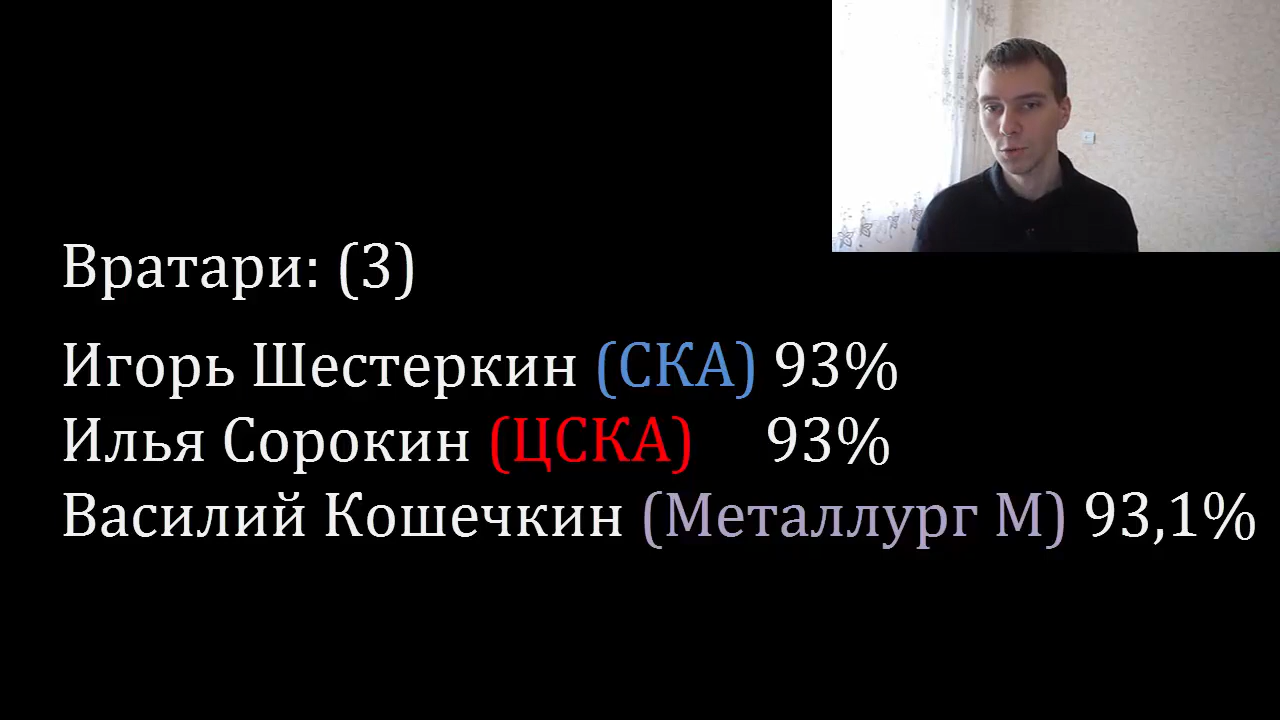 Вратари: (3)
Игорь Шестеркин (СКА) 93%
Илья Сорокин (ЦСКА) 93%
Василий Кошечкин (Металлург М) 93,1%